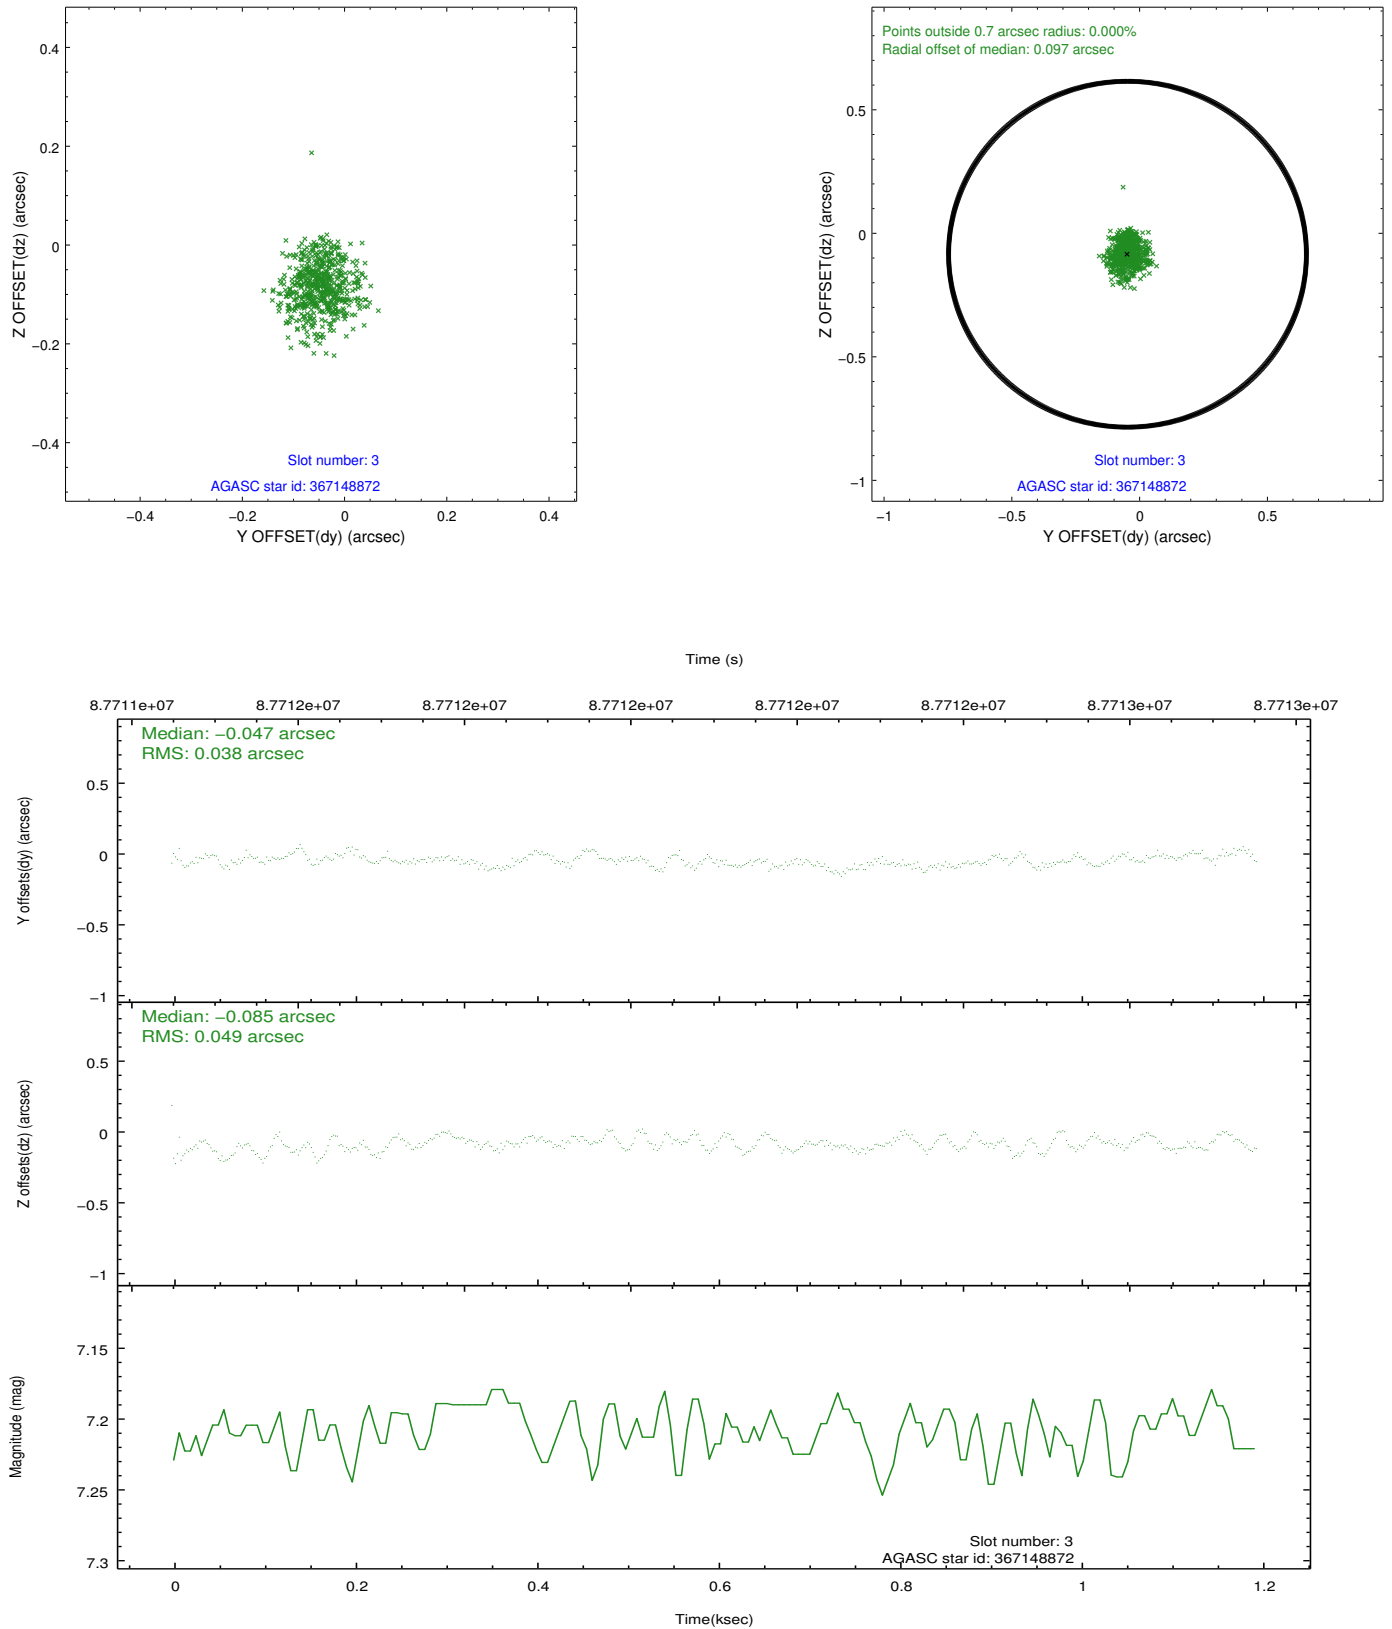 0.4
0.2
0
−0.2
−0.4
Z OFFSET(dz) (arcsec)
Slot number: 3
AGASC star id: 367148872
−0.4 −0.2 0 0.2 0.4
Y OFFSET(dy) (arcsec)
Points outside 0.7 arcsec radius: 0.000%
Radial offset of median: 0.097 arcsec
0.5
0
−0.5
−1
Z OFFSET(dz) (arcsec)
Slot number: 3
AGASC star id: 367148872
−1 −0.5 0 0.5
Y OFFSET(dy) (arcsec)
Time (s)
8.7711e+07 8.7712e+07 8.7712e+07 8.7712e+07 8.7712e+07 8.7712e+07 8.7713e+07 8.7713e+07
Median: −0.047 arcsec
RMS: 0.038 arcsec
0.5
0
−0.5
−1
Y offsets(dy) (arcsec)
Median: −0.085 arcsec
RMS: 0.049 arcsec
0.5
0
−0.5
−1
Z offsets(dz) (arcsec)
7.15
7.2
7.25
7.3
Magnitude (mag)
Slot number: 3
AGASC star id: 367148872
0 0.2 0.4 0.6 0.8 1 1.2
Time(ksec)